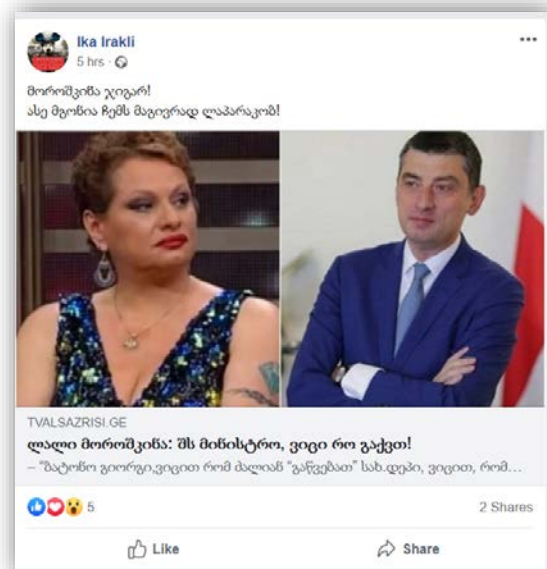 Ika Irakli
5 hrs ·
მოროშკინა ჯიგარ!
ასე მგონია ჩემს მაგივრად ლაპარაკობ!
TVALSAZRISI.GE
ლალი მოროშკინა: შს მინისტრო, ვიცი რო გაქვთ!
– "ბატონო გიორგი,ვიცით რომ ძალიან "გაწვებათ" სახ.დეპი, ვიცით, რომ...
5
2 Shares
Like
Share